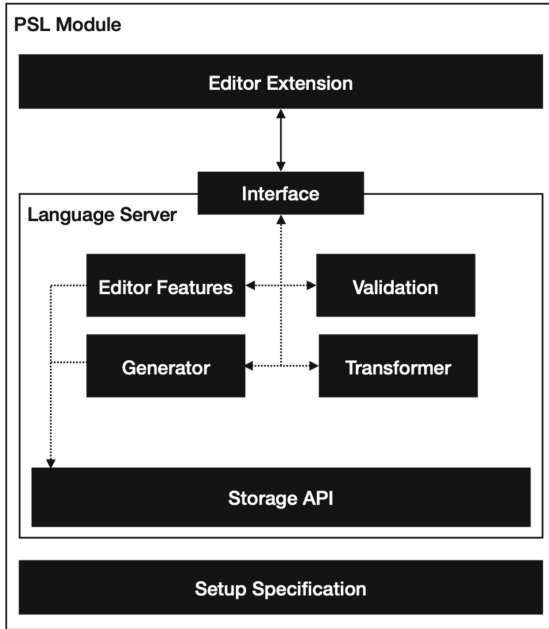 PSL Module
Editor Extension
Interface
Language Server
Editor Features
Validation
Generator
Transformer
Storage API
Setup Specification